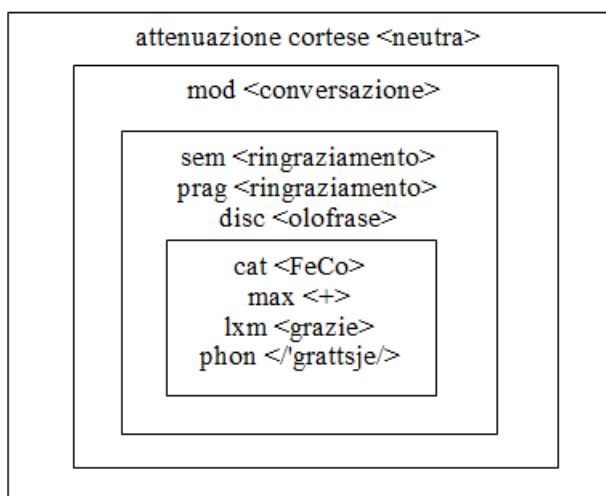 attenuazione cortese <neutra>
mod <conversazione>
sem <ringraziamento>
prag <ringraziamento>
disc <olofrase>
cat <FeCo>
max <+>
lxm <grazie>
phon </'grattsje/>